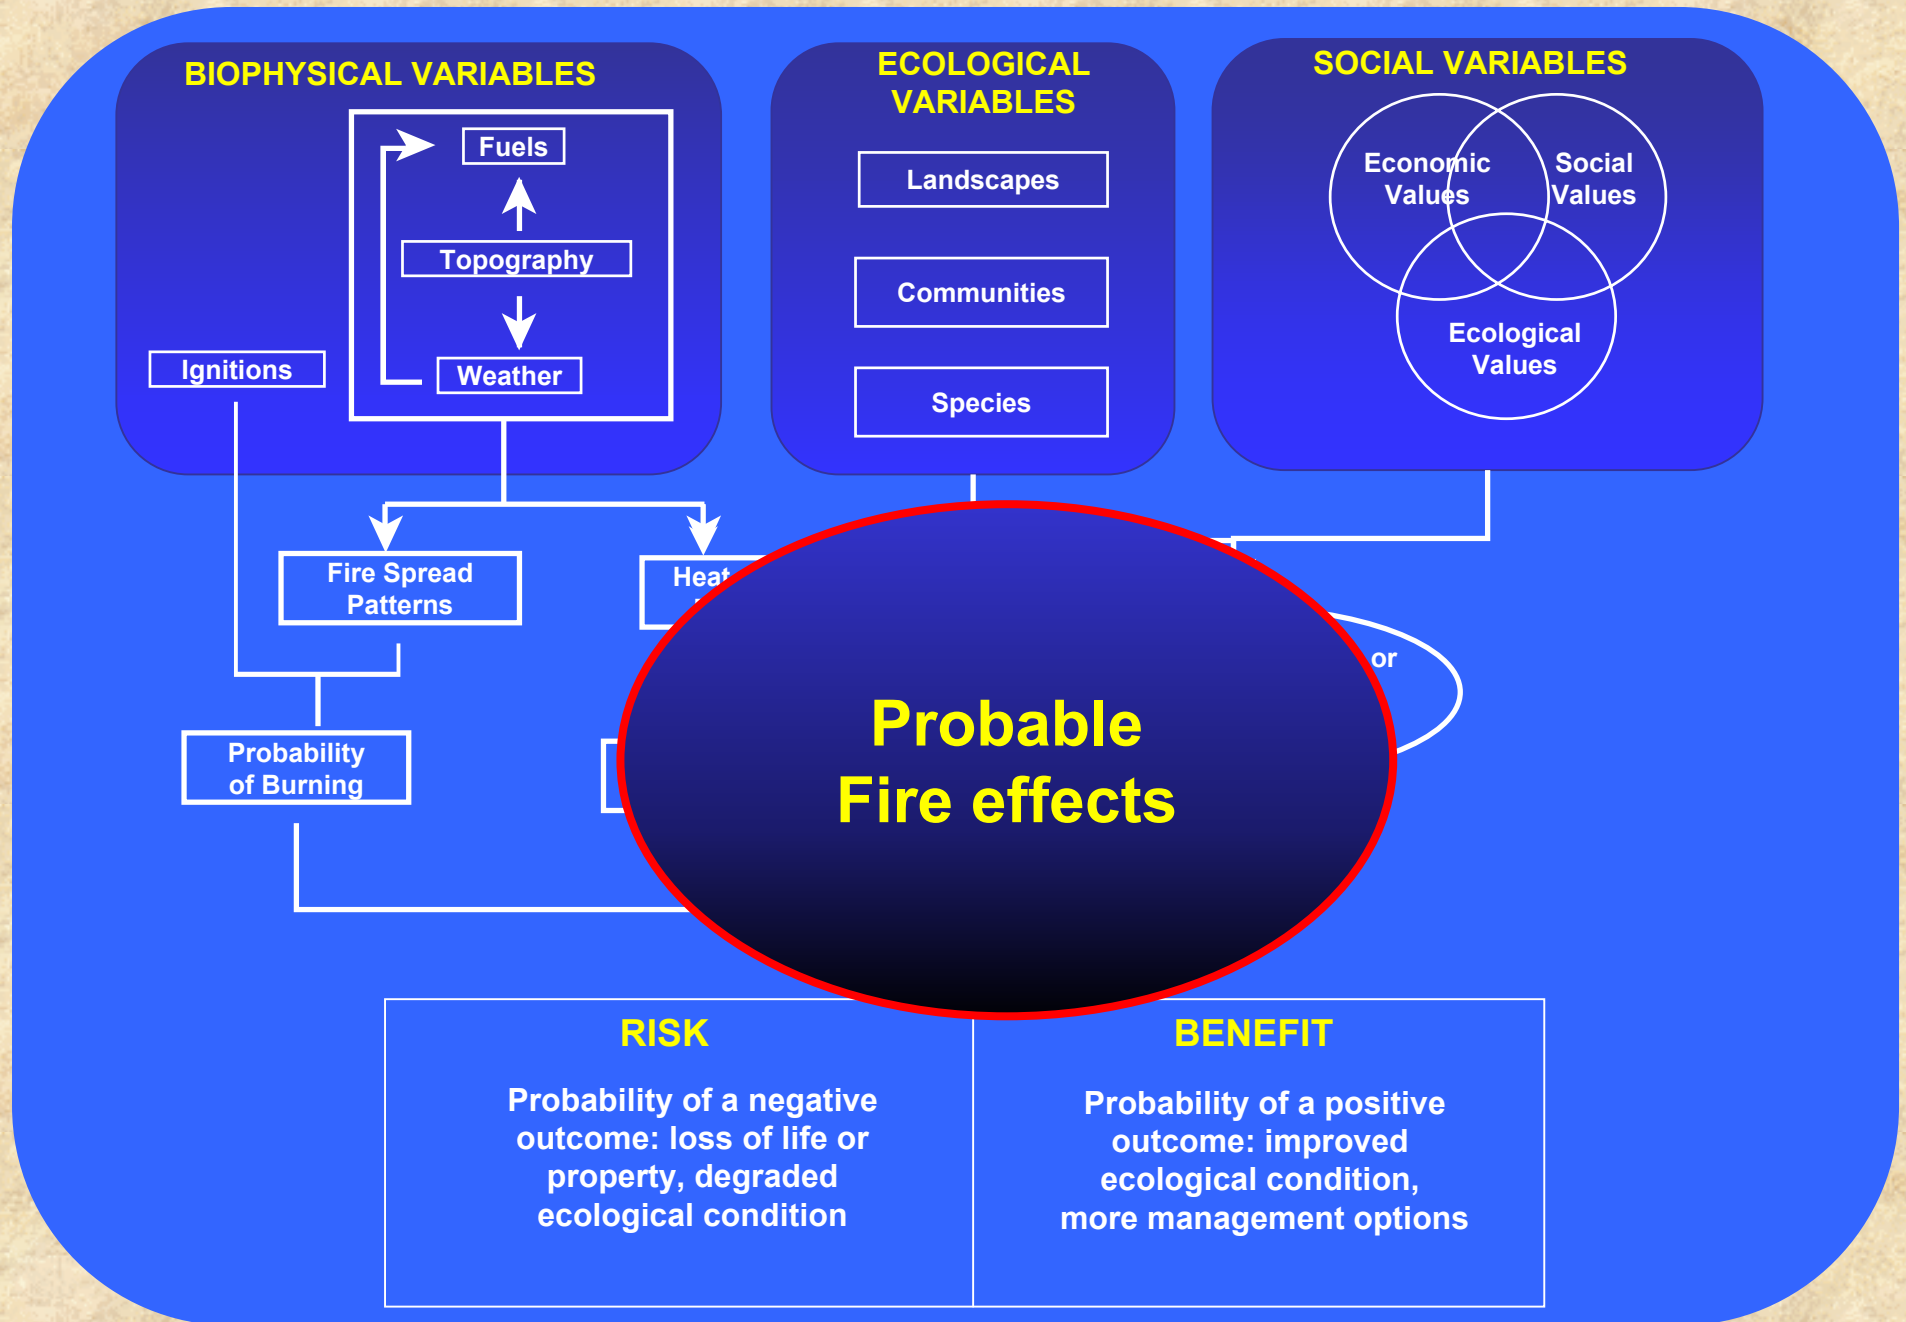 BIOPHYSICAL VARIABLES
Fuels
Topography
Weather
Ignitions
ECOLOGICAL
VARIABLES
Landscapes
Communities
Species
SOCIAL VARIABLES
Economic
Values
Social
Values
Ecological
Values
Fire Spread
Patterns
Heat
or
Probability
of Burning
Probable
Fire effects
RISK
Probability of a negative
outcome: loss of life or
property, degraded
ecological condition
BENEFIT
Probability of a positive
outcome: improved
ecological condition,
more management options